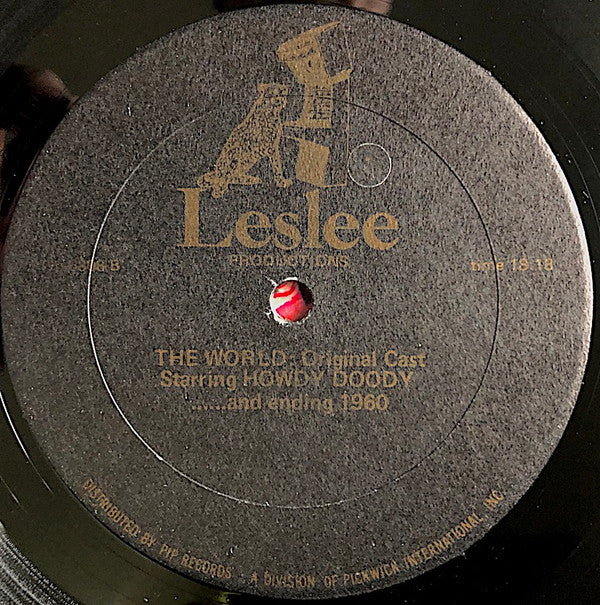 Leslee
PRODUCTIONS
time 18:18
THE WORLD: Original Cast
Starring HOWDY DOODY
......and ending 1960
DISTRIBUTED BY PIP RECORDS A DIVISION OF PICKWICK INTERNATIONAL, INC.